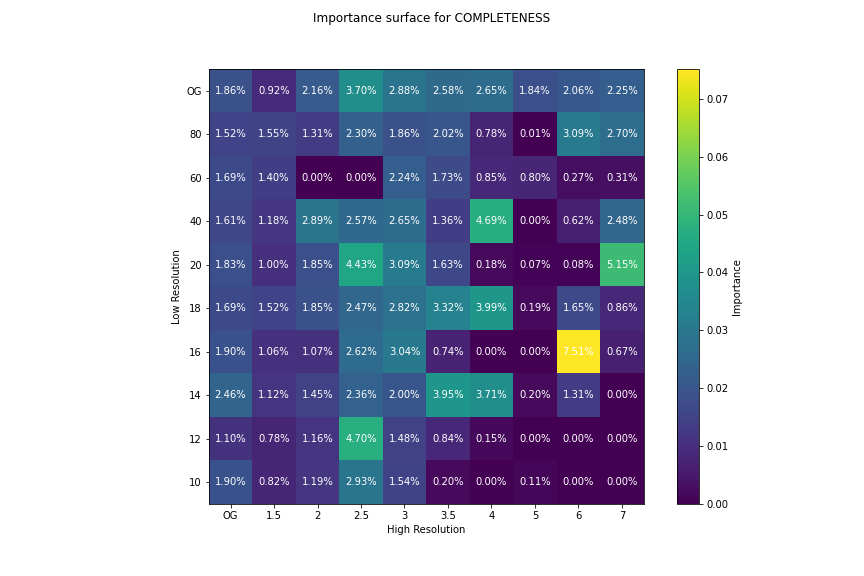 Importance surface for COMPLETENESS
OG 1.86% 0.92% 2.16% 3.70% 2.88% 2.58% 2.65% 1.84% 2.06% 2.25%
80 1.52% 1.55% 1.31% 2.30% 1.86% 2.02% 0.78% 0.01% 3.09% 2.70%
60 1.69% 1.40% 0.00% 0.00% 2.24% 1.73% 0.85% 0.80% 0.27% 0.31%
40 1.61% 1.18% 2.89% 2.57% 2.65% 1.36% 4.69% 0.00% 0.62% 2.48%
20 1.83% 1.00% 1.85% 4.43% 3.09% 1.63% 0.18% 0.07% 0.08% 5.15%
18 1.69% 1.52% 1.85% 2.47% 2.82% 3.32% 3.99% 0.19% 1.65% 0.86%
16 1.90% 1.06% 1.07% 2.62% 3.04% 0.74% 0.00% 0.00% 7.51% 0.67%
14 2.46% 1.12% 1.45% 2.36% 2.00% 3.95% 3.71% 0.20% 1.31% 0.00%
12 1.10% 0.78% 1.16% 4.70% 1.48% 0.84% 0.15% 0.00% 0.00% 0.00%
10 1.90% 0.82% 1.19% 2.93% 1.54% 0.20% 0.00% 0.11% 0.00% 0.00%
OG 1.5 2 2.5 3 3.5 4 5 6 7
High Resolution
Low Resolution
0.07
0.06
0.05
0.04
0.03
0.02
0.01
0.00
Importance